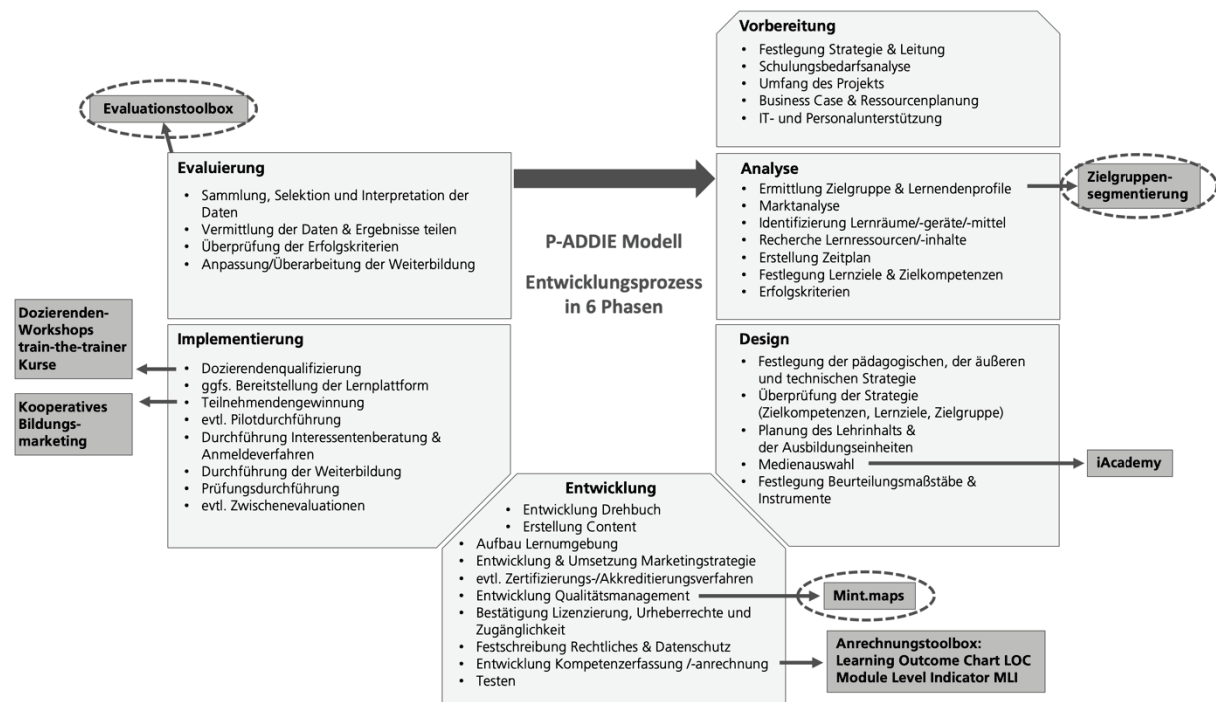 Vorbereitung
• Festlegung Strategie & Leitung
• Schulungsbedarfsanalyse
• Umfang des Projekts
• Business Case & Ressourcenplanung
• IT- und Personalunterstützung
Evaluationstoolbox
Evaluierung
• Sammlung, Selektion und Interpretation der
Daten
• Vermittlung der Daten & Ergebnisse teilen
• Überprüfung der Erfolgskriterien
• Anpassung/Überarbeitung der Weiterbildung
P-ADDIE Modell
Entwicklungsprozess
in 6 Phasen
Analyse
• Ermittlung Zielgruppe & Lernendenprofile
• Marktanalyse
• Identifizierung Lernräume/-geräte/-mittel
• Recherche Lernressourcen/-inhalte
• Erstellung Zeitplan
• Festlegung Lernziele & Zielkompetenzen
• Erfolgskriterien
Zielgruppen-
segmentierung
Dozierenden-
Workshops
train-the-trainer
Kurse
Kooperatives
Bildungs-
marketing
Implementierung
• Dozierendenqualifizierung
• ggfs. Bereitstellung der Lernplattform
• Teilnehmendengewinnung
• evtl. Pilotdurchführung
• Durchführung Interessentenberatung &
Anmeldeverfahren
• Durchführung der Weiterbildung
• Prüfungsdurchführung
• evtl. Zwischenevaluationen
Design
• Festlegung der pädagogischen, der äußeren
und technischen Strategie
• Überprüfung der Strategie
(Zielkompetenzen, Lernziele, Zielgruppe)
• Planung des Lehrinhalts &
der Ausbildungseinheiten
• Medienauswahl
• Festlegung Beurteilungsmaßstäbe &
Instrumente
iAcademy
Entwicklung
• Entwicklung Drehbuch
• Erstellung Content
• Aufbau Lernumgebung
• Entwicklung & Umsetzung Marketingstrategie
• evtl. Zertifizierungs-/Akkreditierungsverfahren
• Entwicklung Qualitätsmanagement
• Bestätigung Lizenzierung, Urheberrechte und
Zugänglichkeit
• Festschreibung Rechtliches & Datenschutz
• Entwicklung Kompetenzerfassung /-anrechnung
• Testen
Mint.maps
Anrechnungstoolbox:
Learning Outcome Chart LOC
Module Level Indicator MLI